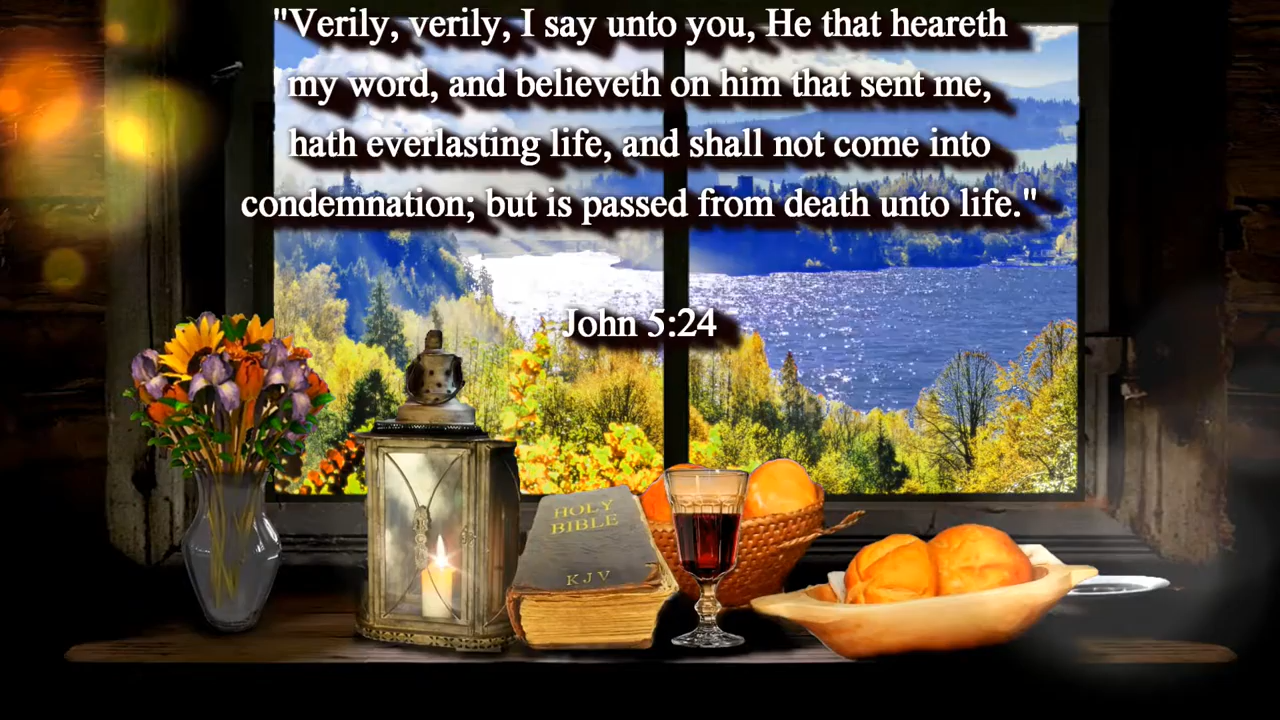 "Verily, verily, I say unto you, He that heareth
my word, and believeth on him that sent me,
hath everlasting life, and shall not come into
condemnation; but is passed from death unto life."
John 5:24
HOLY
BIBLE
KJV